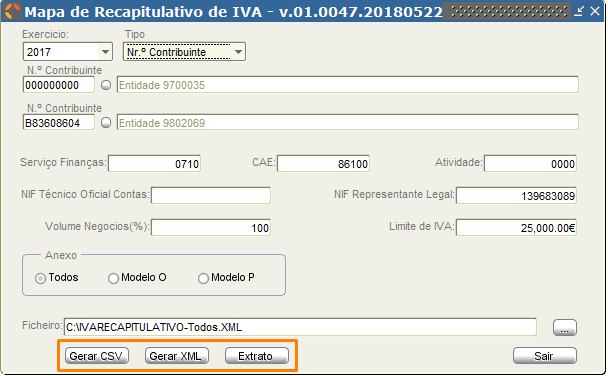 Mapa de Recapitulativo de IVA - v.01.0047.20180522
Exercicio: Tipo
2017 Nr.º Contribuinte
N.º Contribuinte
000000000 Entidade 9700035
N.º Contribuinte
B83608604 Entidade 9802069
Serviço Finanças: 0710 CAE: 86100 Atividade: 0000
NIF Técnico Oficial Contas: NIF Representante Legal: 139683089
Volume Negocios(%): 100 Limite de IVA: 25,000.00€
Anexo
Todos Modelo O Modelo P
Ficheiro: C:\IVARECAPITULATIVO-Todos.XML ...
Gerar CSV Gerar XML Extrato Sair